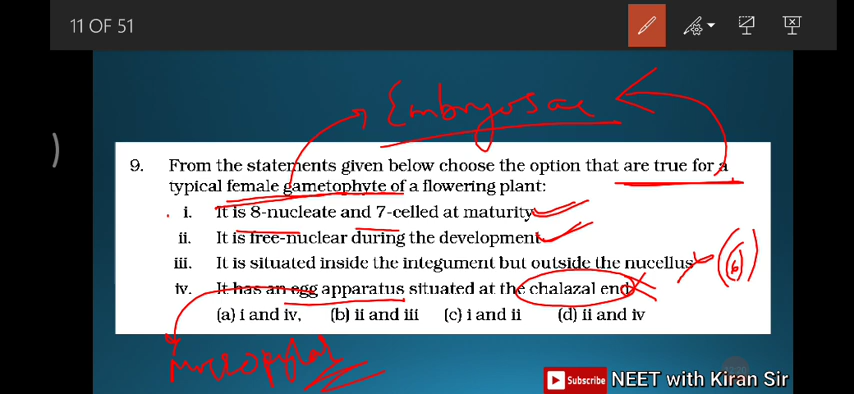 11 OF 51
Embryosac
9. From the statements given below choose the option that are true for a
typical female gametophyte of a flowering plant:
i. It is 8-nucleate and 7-celled at maturity
ii. It is free-nuclear during the development
iii. It is situated inside the integument but outside the nucellus
iv. It has an egg apparatus situated at the chalazal end
(a) i and iv, (b) ii and iii (c) i and ii (d) ii and iv
Subscribe NEET with Kiran Sir